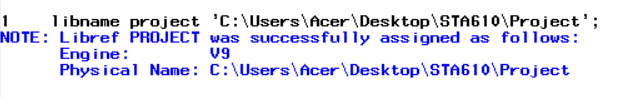 1    libname project 'C:\Users\Acer\Desktop\STA610\Project';
NOTE: Libref PROJECT was successfully assigned as follows:
      Engine:        V9
      Physical Name: C:\Users\Acer\Desktop\STA610\Project